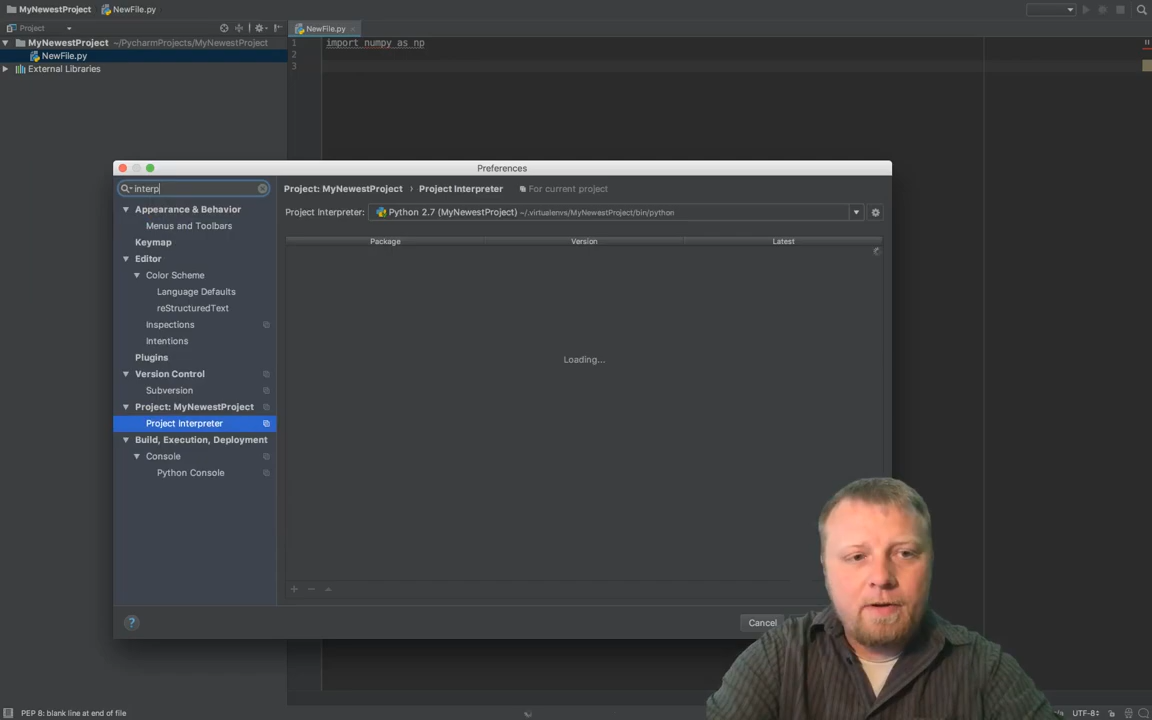 MyNewestProject NewFile.py
Project
NewFile.py
MyNewestProject ~/PycharmProjects/MyNewestProject
NewFile.py
External Libraries
1 import numpy as np
2
3
Preferences
interp
Appearance & Behavior
Menus and Toolbars
Keymap
Editor
Color Scheme
Language Defaults
reStructuredText
Inspections
Intentions
Plugins
Version Control
Subversion
Project: MyNewestProject
Project Interpreter
Build, Execution, Deployment
Console
Python Console
Project: MyNewestProject › Project Interpreter For current project
Project Interpreter: Python 2.7 (MyNewestProject) ~/.virtualenvs/MyNewestProject/bin/python
Package Version Latest
Loading...
? Cancel
PEP 8: blank line at end of file
UTF-8